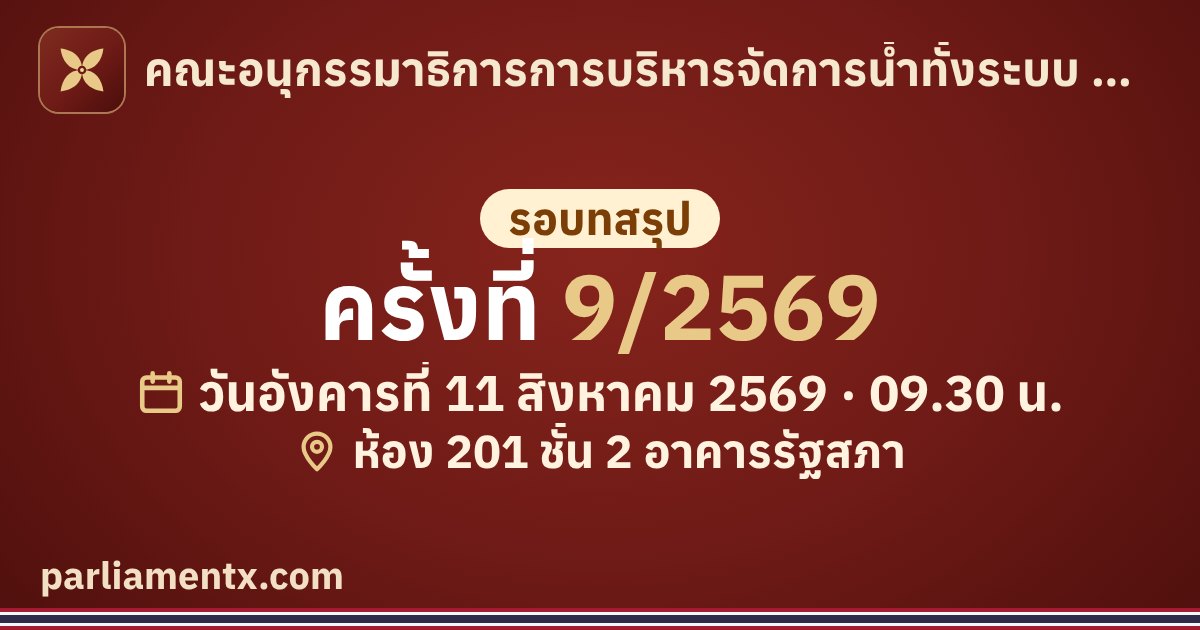 คณะอนุกรรมาธิการการบริหารจัดการน้ำทั้งระบบ ...
รอบทสรุป
ครั้งที่ 9/2569
วันอังคารที่ 11 สิงหาคม 2569 · 09.30 น.
ห้อง 201 ชั้น 2 อาคารรัฐสภา
parliamentx.com